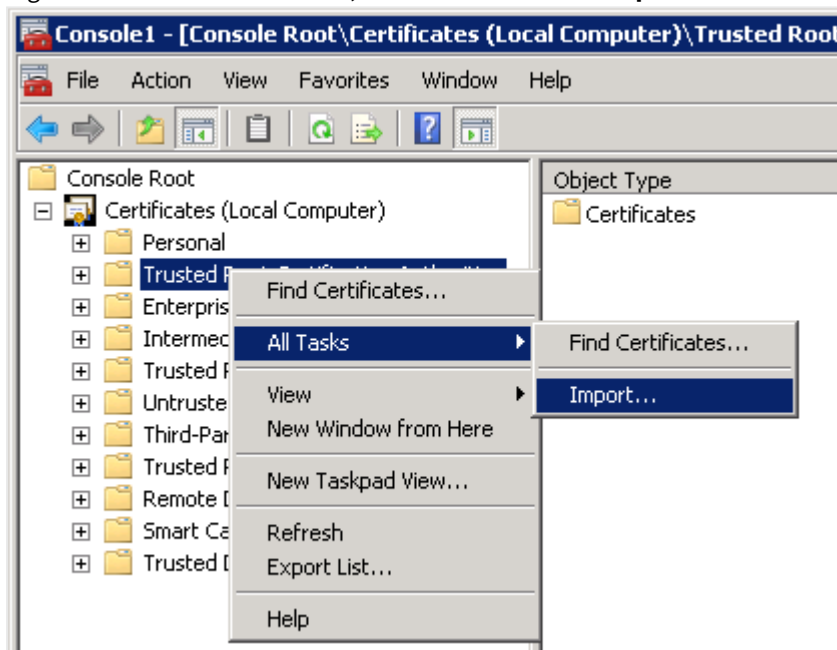 Console1 - [Console Root\Certificates (Local Computer)\Trusted Root
File Action View Favorites Window Help
Console Root
Certificates (Local Computer)
Personal
Trusted
Enterpris
Intermed
Trusted
Untruste
Third-Par
Trusted
Remote
Smart Ca
Trusted
Find Certificates...
All Tasks
View
New Window from Here
New Taskpad View...
Refresh
Export List...
Help
Find Certificates...
Import...
Object Type
Certificates